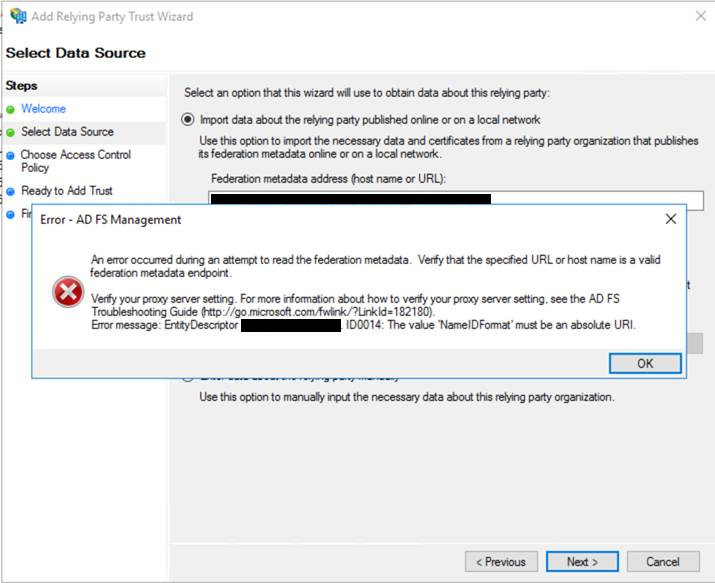 Add Relying Party Trust Wizard
Select Data Source
Steps
Welcome
Select Data Source
Choose Access Control
Policy
Ready to Add Trust
Fi
Select an option that this wizard will use to obtain data about this relying party:
Import data about the relying party published online or on a local network
Use this option to import the necessary data and certificates from a relying party organization that publishes
its federation metadata online or on a local network.
Federation metadata address (host name or URL):
Error - AD FS Management
An error occurred during an attempt to read the federation metadata. Verify that the specified URL or host name is a valid
federation metadata endpoint.
Verify your proxy server setting. For more information about how to verify your proxy server setting, see the AD FS
Troubleshooting Guide (http://go.microsoft.com/fwlink/?LinkId=182180).
Error message: EntityDescriptor . ID0014: The value 'NameIDFormat' must be an absolute URI.
OK
Enter data about the relying party manually
Use this option to manually input the necessary data about this relying party organization.
< Previous
Next >
Cancel